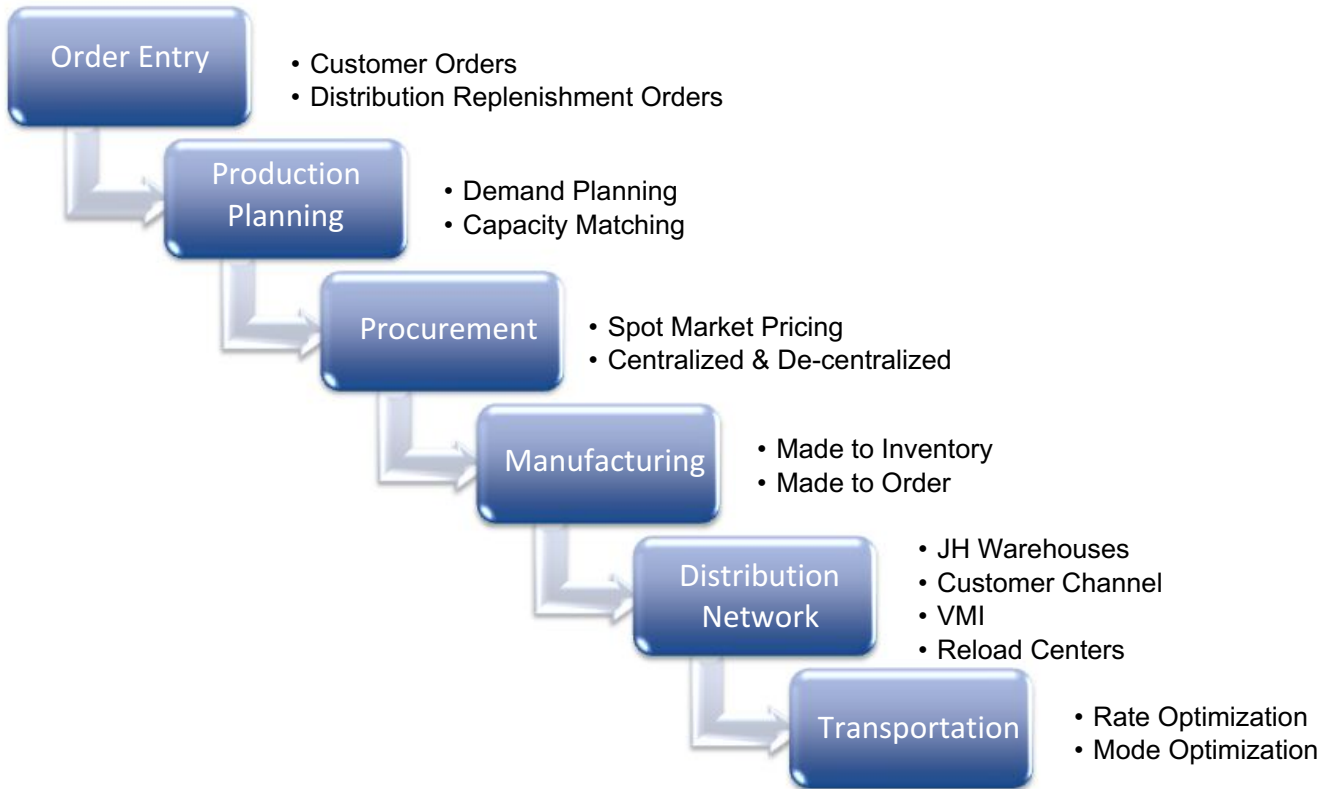 Order Entry
• Customer Orders
• Distribution Replenishment Orders
Production
Planning
• Demand Planning
• Capacity Matching
Procurement
• Spot Market Pricing
• Centralized & De-centralized
Manufacturing
• Made to Inventory
• Made to Order
Distribution
Network
• JH Warehouses
• Customer Channel
• VMI
• Reload Centers
Transportation
• Rate Optimization
• Mode Optimization